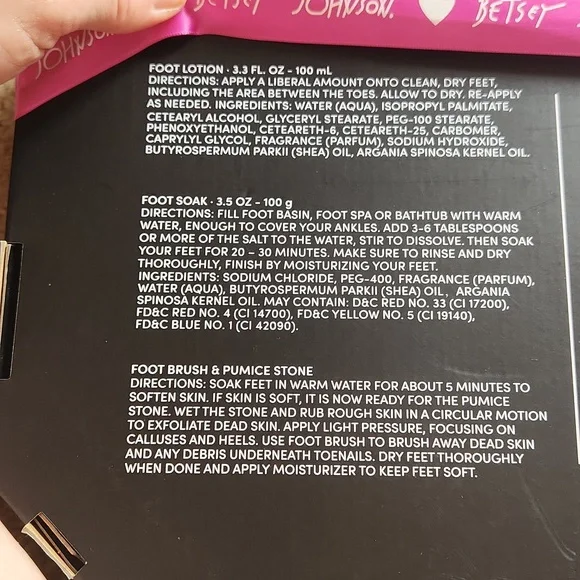 BETSEY JOHNSON. BETSEY
JOHNSON.
FOOT LOTION · 3.3 FL. OZ - 100 mL
DIRECTIONS: APPLY A LIBERAL AMOUNT ONTO CLEAN, DRY FEET,
INCLUDING THE AREA BETWEEN THE TOES. ALLOW TO DRY. RE-APPLY
AS NEEDED. INGREDIENTS: WATER (AQUA), ISOPROPYL PALMITATE,
CETEARYL ALCOHOL, GLYCERYL STEARATE, PEG-100 STEARATE,
PHENOXYETHANOL, CETEARETH-6, CETEARETH-25, CARBOMER,
CAPRYLYL GLYCOL, FRAGRANCE (PARFUM), SODIUM HYDROXIDE,
BUTYROSPERMUM PARKII (SHEA) OIL, ARGANIA SPINOSA KERNEL OIL.
FOOT SOAK · 3.5 OZ - 100 g
DIRECTIONS: FILL FOOT BASIN, FOOT SPA OR BATHTUB WITH WARM
WATER, ENOUGH TO COVER YOUR ANKLES. ADD 3-6 TABLESPOONS
OR MORE OF THE SALT TO THE WATER, STIR TO DISSOLVE. THEN SOAK
YOUR FEET FOR 20 – 30 MINUTES. MAKE SURE TO RINSE AND DRY
THOROUGHLY, FINISH BY MOISTURIZING YOUR FEET.
INGREDIENTS: SODIUM CHLORIDE, PEG-400, FRAGRANCE (PARFUM),
WATER (AQUA), BUTYROSPERMUM PARKII (SHEA) OIL, ARGANIA
SPINOSA KERNEL OIL. MAY CONTAIN: D&C RED NO. 33 (CI 17200),
FD&C RED NO. 4 (CI 14700), FD&C YELLOW NO. 5 (CI 19140),
FD&C BLUE NO. 1 (CI 42090).
FOOT BRUSH & PUMICE STONE
DIRECTIONS: SOAK FEET IN WARM WATER FOR ABOUT 5 MINUTES TO
SOFTEN SKIN. IF SKIN IS SOFT, IT IS NOW READY FOR THE PUMICE
STONE. WET THE STONE AND RUB ROUGH SKIN IN A CIRCULAR MOTION
TO EXFOLIATE DEAD SKIN. APPLY LIGHT PRESSURE, FOCUSING ON
CALLUSES AND HEELS. USE FOOT BRUSH TO BRUSH AWAY DEAD SKIN
AND ANY DEBRIS UNDERNEATH TOENAILS. DRY FEET THOROUGHLY
WHEN DONE AND APPLY MOISTURIZER TO KEEP FEET SOFT.